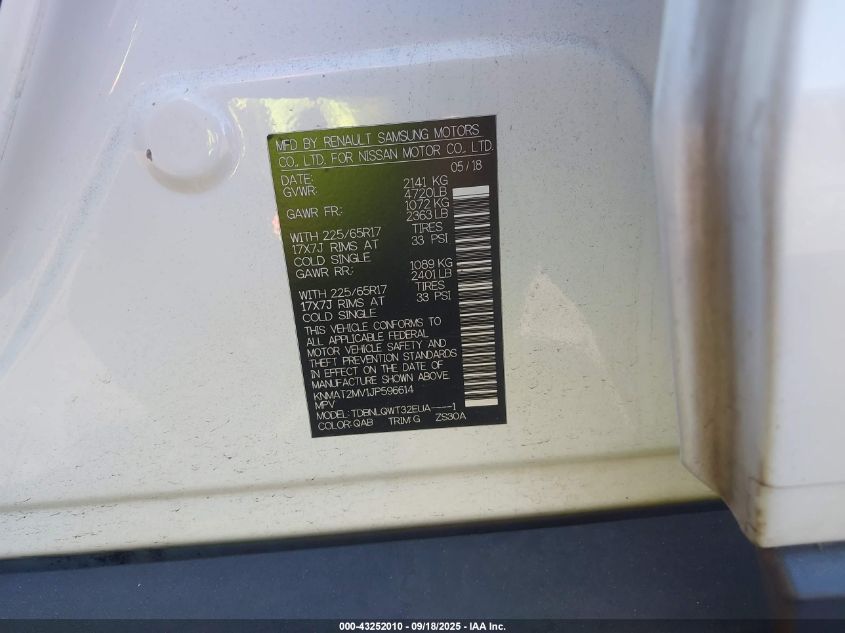 MFD BY RENAULT SAMSUNG MOTORS
CO., LTD. FOR NISSAN MOTOR CO., LTD.
DATE: 05/18
GVWR: 2141 KG
4720LB
GAWR FR: 1072 KG
2363LB
WITH 225/65R17 TIRES
17X7J RIMS AT 33 PSI
COLD SINGLE
GAWR RR: 1089 KG
2401LB
WITH 225/65R17 TIRES
17X7J RIMS AT 33 PSI
COLD SINGLE
THIS VEHICLE CONFORMS TO
ALL APPLICABLE FEDERAL
MOTOR VEHICLE SAFETY AND
THEFT PREVENTION STANDARDS
IN EFFECT ON THE DATE OF
MANUFACTURE SHOWN ABOVE.
KNMAT2MV1JP596614
MPV
MODEL: TDBNLQWT32EUA----1
COLOR: QAB TRIM: G ZS30A
000-43252010 - 09/18/2025 - IAA Inc.